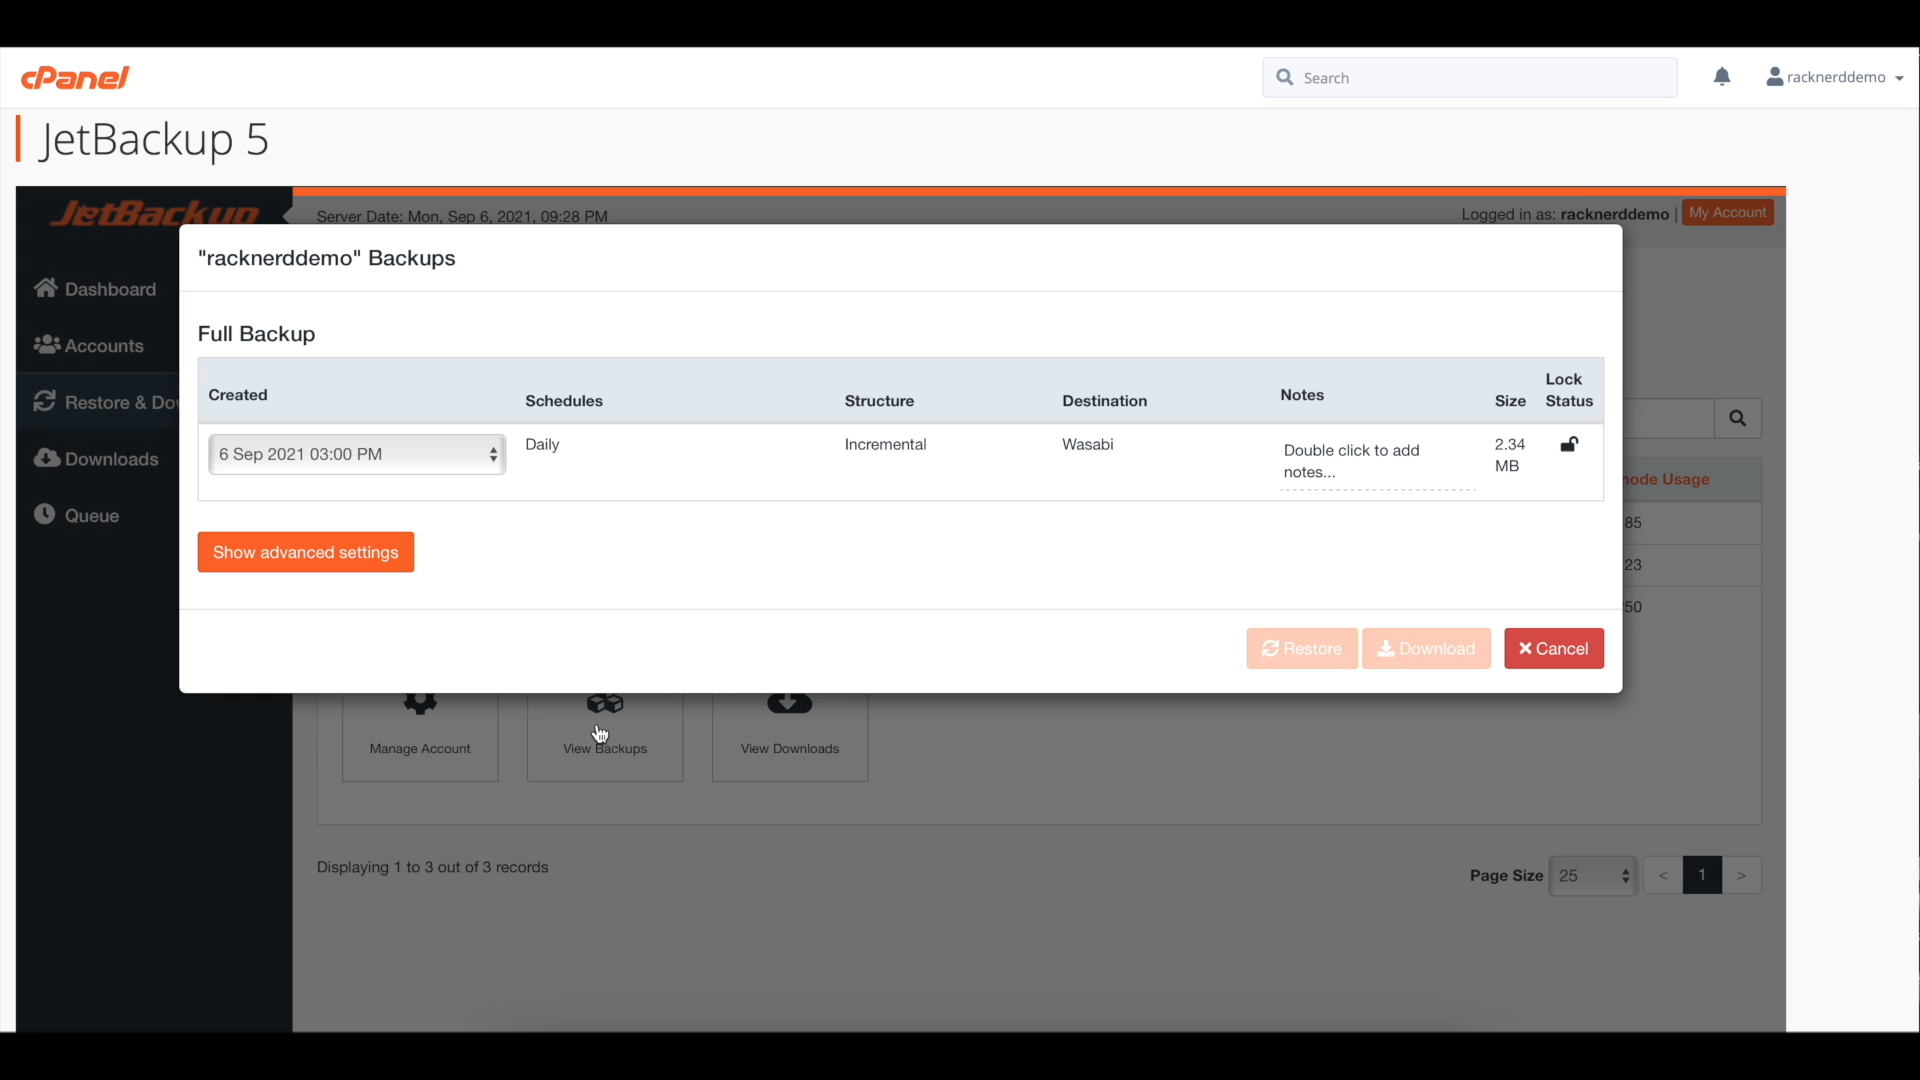 cPanel
Search
racknerddemo
JetBackup 5
JetBackup
Server Date: Mon, Sep 6, 2021, 09:28 PM
Logged in as: racknerddemo | My Account
"racknerddemo" Backups
Dashboard
Accounts
Restore & Do
Downloads
Queue
Full Backup
Created Schedules Structure Destination Notes Size Lock Status
6 Sep 2021 03:00 PM Daily Incremental Wasabi Double click to add notes... 2.34 MB
node Usage
85
23
50
Show advanced settings
Restore Download Cancel
Manage Account View Backups View Downloads
Displaying 1 to 3 out of 3 records
Page Size 25 < 1 >